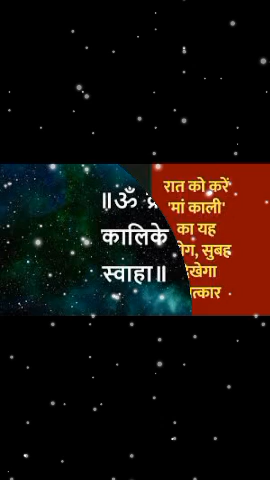 ॥ॐ
कालिके
स्वाहा॥
रात को करें
'मां काली'
का यह
सुबह